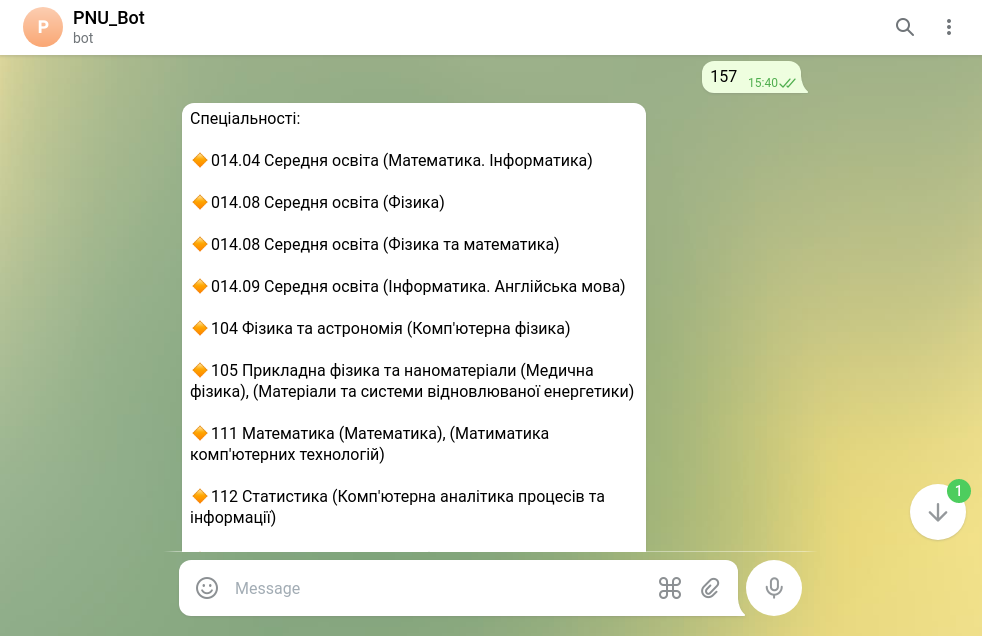 P
PNU_Bot
bot
157
15:40
Спеціальності:
🔶 014.04 Середня освіта (Математика. Інформатика)
🔶 014.08 Середня освіта (Фізика)
🔶 014.08 Середня освіта (Фізика та математика)
🔶 014.09 Середня освіта (Інформатика. Англійська мова)
🔶 104 Фізика та астрономія (Комп'ютерна фізика)
🔶 105 Прикладна фізика та наноматеріали (Медична
фізика), (Матеріали та системи відновлюваної енергетики)
🔶 111 Математика (Математика), (Матиматика
комп'ютерних технологій)
🔶 112 Статистика (Комп'ютерна аналітика процесів та
інформації)
1
Message